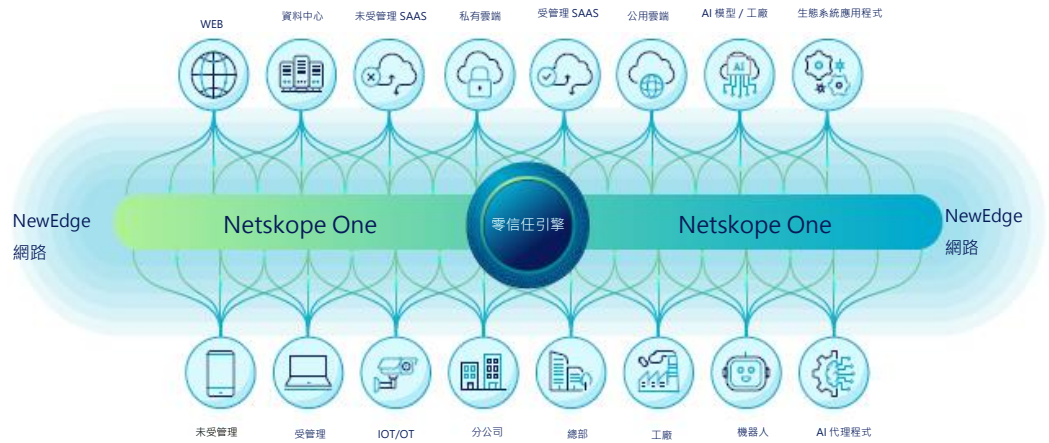 WEB
資料中心
未受管理 SAAS
私有雲端
受管理 SAAS
公用雲端
AI 模型 / 工廠
生態系統應用程式
AI
NewEdge
網路
Netskope One
零信任引擎
Netskope One
NewEdge
網路
未受管理
受管理
IOT/OT
分公司
總部
工廠
機器人
AI 代理程式